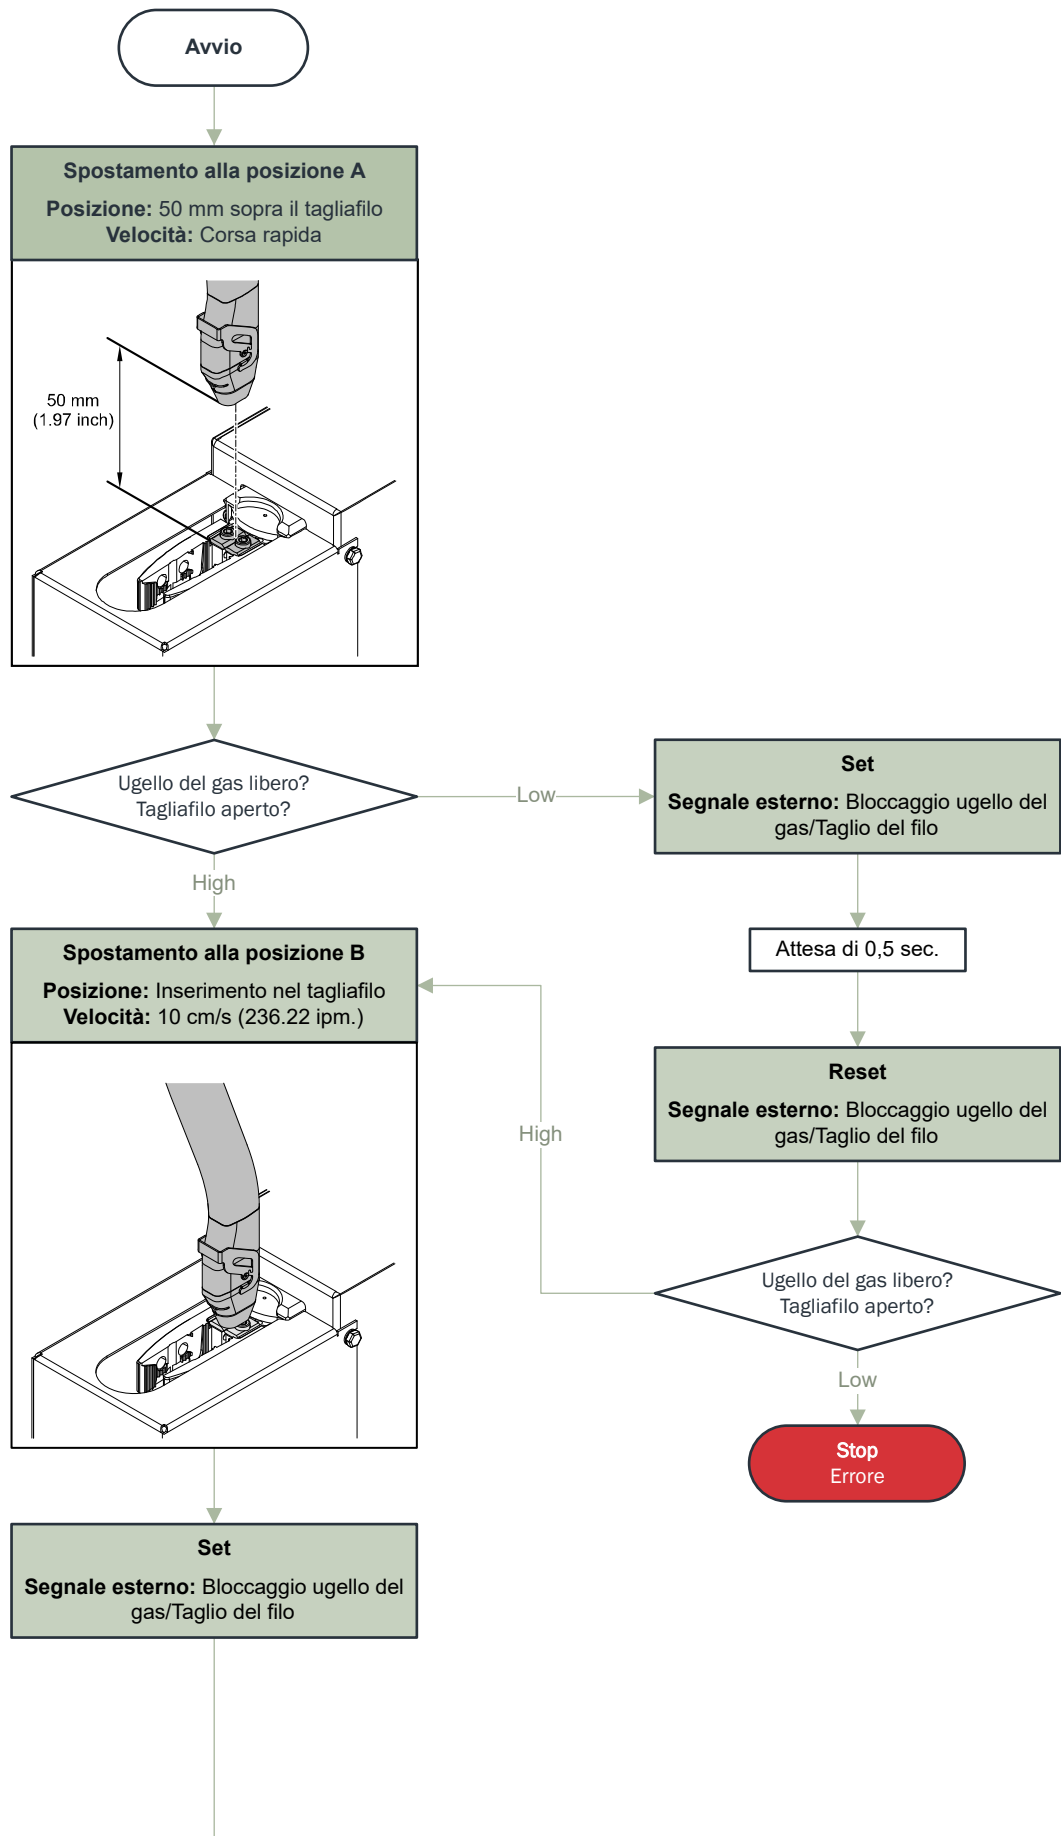 Avvio
Spostamento alla posizione A
Posizione: 50 mm sopra il tagliafilo
Velocità: Corsa rapida
50 mm
(1.97 inch)
Ugello del gas libero?
Tagliafilo aperto?
Low
Set
Segnale esterno: Bloccaggio ugello del
gas/Taglio del filo
High
Attesa di 0,5 sec.
Spostamento alla posizione B
Posizione: Inserimento nel tagliafilo
Velocità: 10 cm/s (236.22 ipm.)
Reset
Segnale esterno: Bloccaggio ugello del
gas/Taglio del filo
High
Ugello del gas libero?
Tagliafilo aperto?
Low
Stop
Errore
Set
Segnale esterno: Bloccaggio ugello del
gas/Taglio del filo